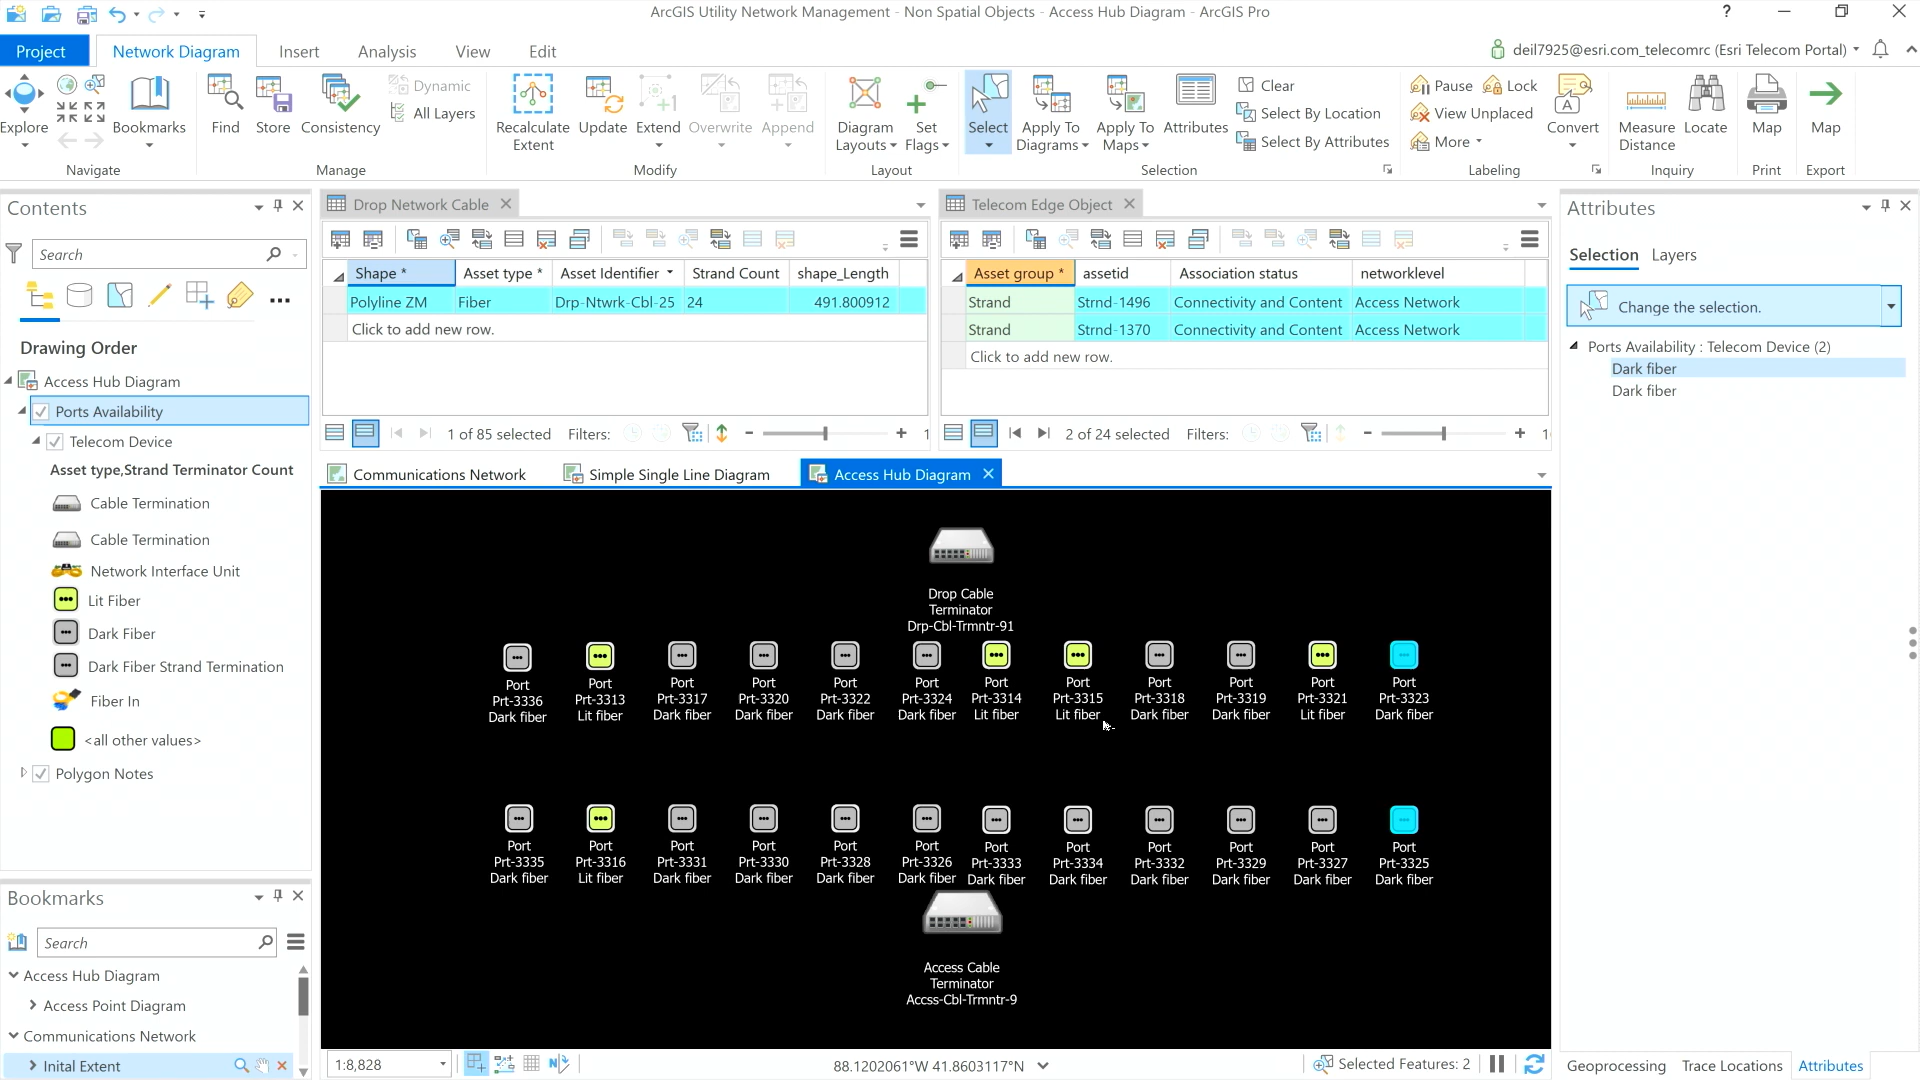 ArcGIS Utility Network Management - Non Spatial Objects - Access Hub Diagram - ArcGIS Pro
?
Project
Network Diagram
Insert
Analysis
View
Edit
deil7925@esri.com_telecomrc (Esri Telecom Portal)
Explore
Bookmarks
Navigate
Find
Store
Consistency
Dynamic
All Layers
Manage
Recalculate
Extent
Update
Extend
Overwrite
Append
Modify
Diagram
Layouts
Set
Flags
Layout
Select
Apply To
Diagrams
Apply To
Maps
Attributes
Clear
Select By Location
Select By Attributes
Selection
Pause
Lock
View Unplaced
More
Convert
Labeling
Measure
Distance
Locate
Inquiry
Map
Print
Map
Export
Contents
Search
Drawing Order
Access Hub Diagram
Ports Availability
Telecom Device
Asset type,Strand Terminator Count
Cable Termination
Cable Termination
Network Interface Unit
Lit Fiber
Dark Fiber
Dark Fiber Strand Termination
Fiber In
<all other values>
Polygon Notes
Bookmarks
Search
Access Hub Diagram
Access Point Diagram
Communications Network
Inital Extent
Drop Network Cable
Shape * Asset type * Asset Identifier Strand Count shape_Length
Polyline ZM Fiber Drp-Ntwrk-Cbl-25 24 491.800912
Click to add new row.
1 of 85 selected Filters: 1
Telecom Edge Object
Asset group * assetid Association status networklevel
Strand Strnd-1496 Connectivity and Content Access Network
Strand Strnd-1370 Connectivity and Content Access Network
Click to add new row.
2 of 24 selected Filters: 1
Communications Network
Simple Single Line Diagram
Access Hub Diagram
Drop Cable
Terminator
Drp-Cbl-Trmntr-91
Port
Prt-3336
Dark fiber
Port
Prt-3313
Lit fiber
Port
Prt-3317
Dark fiber
Port
Prt-3320
Dark fiber
Port
Prt-3322
Dark fiber
Port
Prt-3324
Dark fiber
Port
Prt-3314
Lit fiber
Port
Prt-3315
Lit fiber
Port
Prt-3318
Dark fiber
Port
Prt-3319
Dark fiber
Port
Prt-3321
Lit fiber
Port
Prt-3323
Dark fiber
Port
Prt-3335
Dark fiber
Port
Prt-3316
Lit fiber
Port
Prt-3331
Dark fiber
Port
Prt-3330
Dark fiber
Port
Prt-3328
Dark fiber
Port
Prt-3326
Dark fiber
Port
Prt-3333
Dark fiber
Port
Prt-3334
Dark fiber
Port
Prt-3332
Dark fiber
Port
Prt-3329
Dark fiber
Port
Prt-3327
Dark fiber
Port
Prt-3325
Dark fiber
Access Cable
Terminator
Accss-Cbl-Trmntr-9
1:8,828
88.1202061°W 41.8603117°N
Selected Features: 2
Attributes
Selection
Layers
Change the selection.
Ports Availability : Telecom Device (2)
Dark fiber
Dark fiber
Geoprocessing
Trace Locations
Attributes